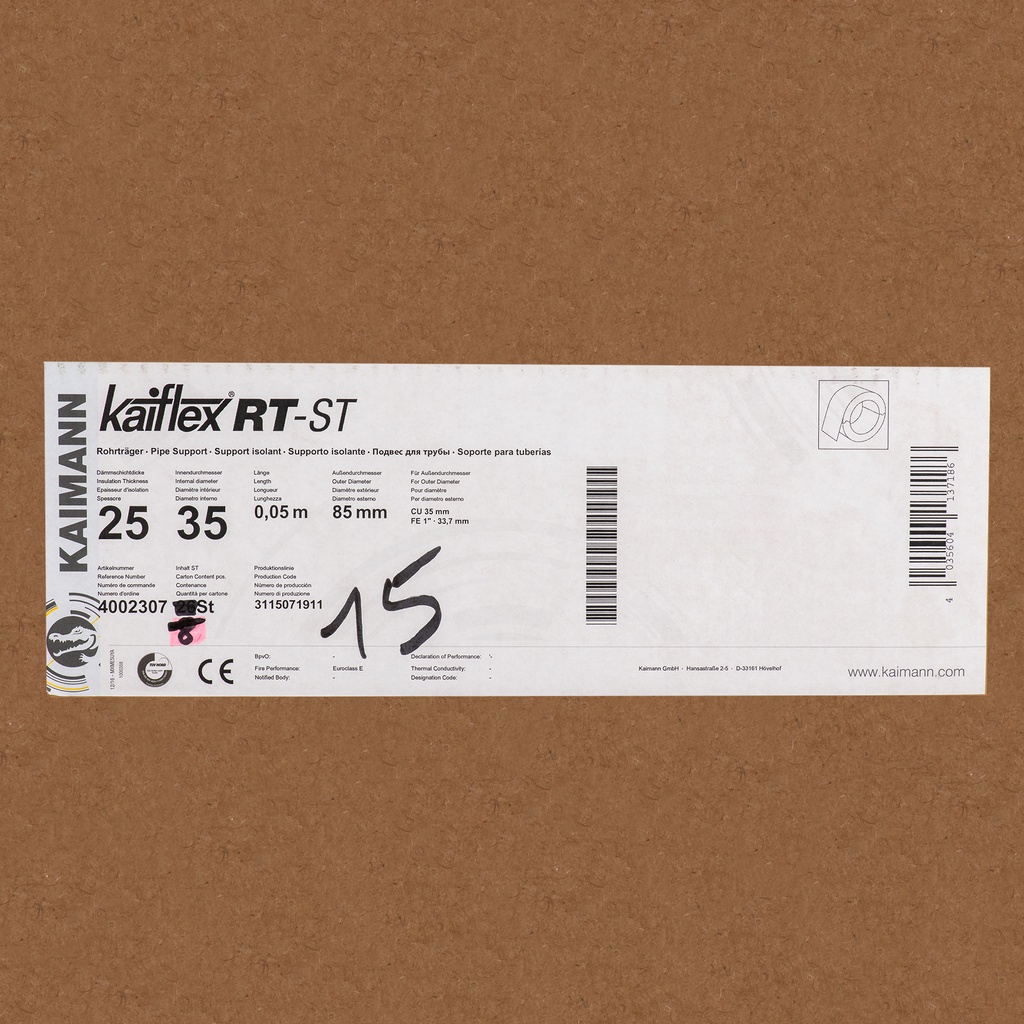 KAIMANN
kaiflex® RT-ST
Rohrträger · Pipe Support · Support isolant · Supporto isolante · Подвес для трубы · Soporte para tuberías
Dämmschichtdicke
Insulation Thickness
Epaisseur d'isolation
Spessore
25
Innendurchmesser
Internal diameter
Diamètre intérieur
Diametro interno
35
Länge
Length
Longueur
Lunghezza
0,05 m
Außendurchmesser
Outer Diameter
Diamètre extérieur
Diametro esterno
85 mm
Für Außendurchmesser
For Outer Diameter
Pour diamètre
Per diametro esterno
CU 35 mm
FE 1" · 33,7 mm
Artikelnummer
Reference Number
Numéro de commande
Numero d'ordine
4002307
Inhalt ST
Carton Content pcs.
Contenance
Quantità per cartone
26St
Produktionslinie
Production Code
Número de producción
Numero di produzione
3115071911
15
CE
BpvO: -
Fire Performance: Euroclass E
Notified Body: -
Declaration of Performance: -
Thermal Conductivity: -
Designation Code: -
Kaimann GmbH · Hansastraße 2-5 · D-33161 Hövelhof
www.kaimann.com
4 035604 137186